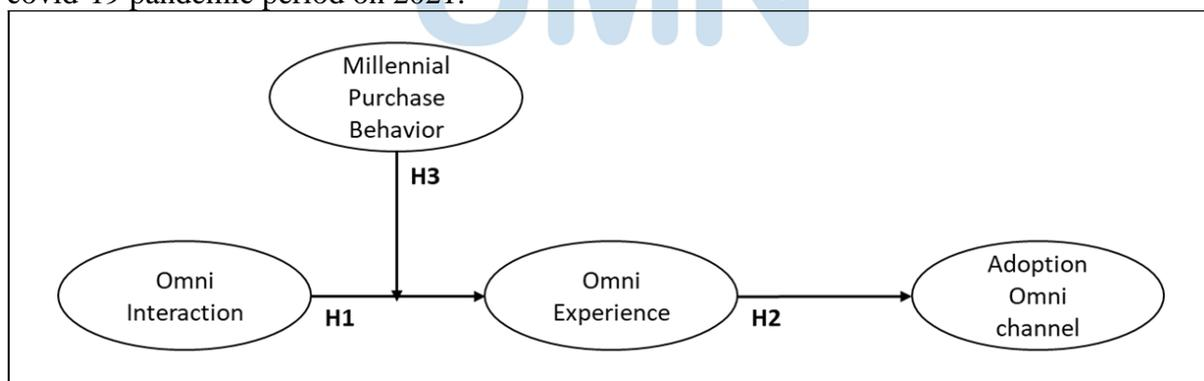 covid-19 pandemic period on 2021.
UMN
Millennial
Purchase
Behavior
H3
Omni
Interaction
H1
Omni
Experience
H2
Adoption
Omni
channel